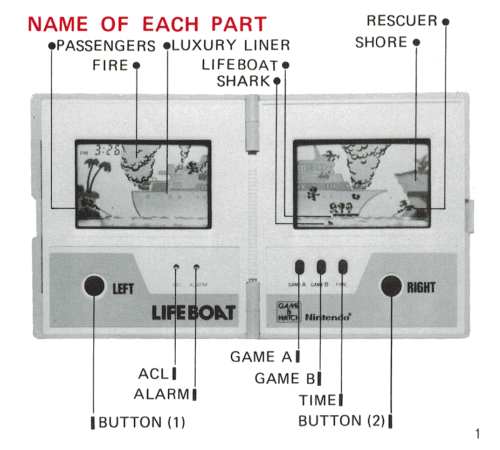 NAME OF EACH PART
RESCUER
PASSENGERS LUXURY LINER
SHORE
FIRE
LIFEBOAT
SHARK
3:26
LEFT
ACL ALARM
GAME A GAME B TIME
RIGHT
LIFEBOAT
GAME & WATCH
Nintendo®
GAME A
ACL
GAME B
ALARM
TIME
BUTTON (1)
BUTTON (2)
1